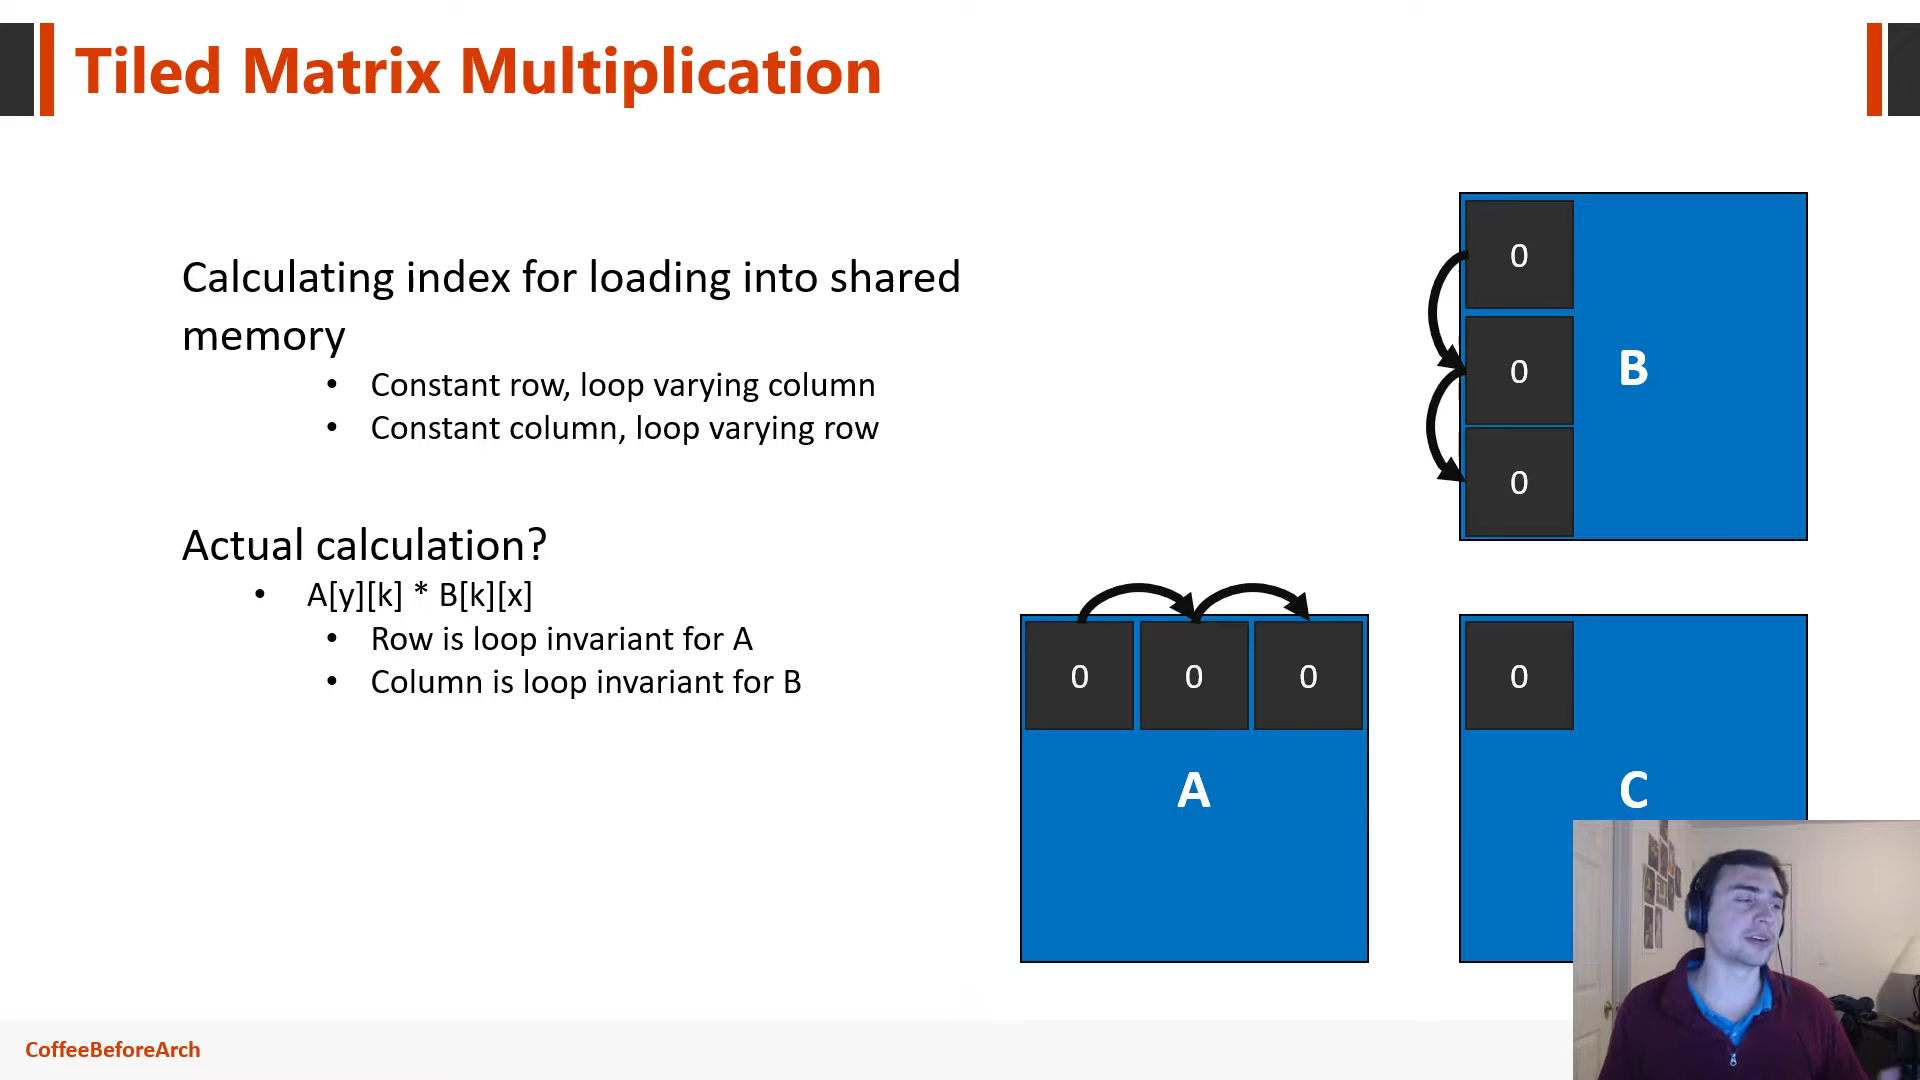 Tiled Matrix Multiplication
Calculating index for loading into shared
memory
• Constant row, loop varying column
• Constant column, loop varying row
Actual calculation?
• A[y][k] * B[k][x]
• Row is loop invariant for A
• Column is loop invariant for B
0
0
B
0
0 0 0
A
0
C
CoffeeBeforeArch